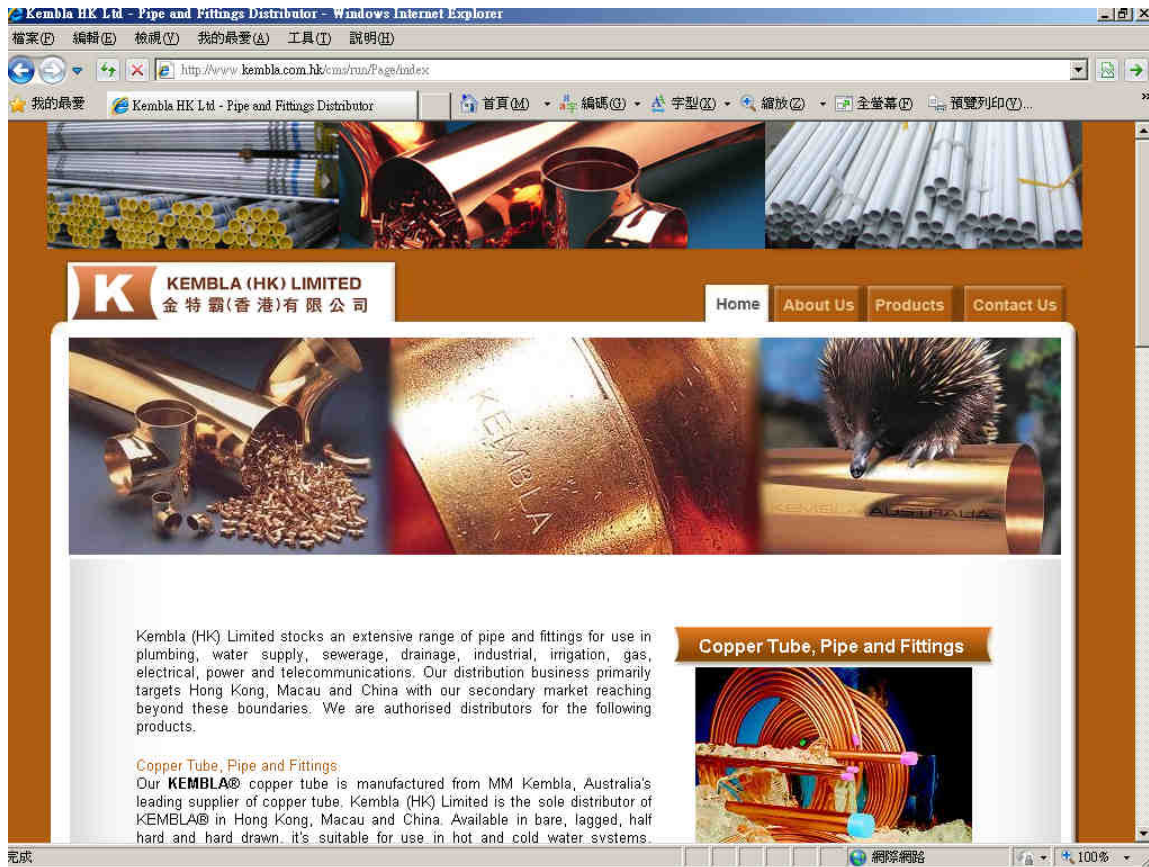 Kembla HK Ltd - Pipe and Fittings Distributor - Windows Internet Explorer
檔案(F) 編輯(E) 檢視(V) 我的最愛(A) 工具(T) 說明(H)
http://www.kembla.com.hk/cms/run/Page/index
我的最愛 Kembla HK Ltd - Pipe and Fittings Distributor 首頁(M) 編碼(G) 字型(X) 縮放(Z) 全螢幕(F) 預覽列印(V)... »
K KEMBLA (HK) LIMITED
金特霸(香港)有限公司
Home About Us Products Contact Us
KEMBLA
KEMBLA AUSTRALIA
Kembla (HK) Limited stocks an extensive range of pipe and fittings for use in
plumbing, water supply, sewerage, drainage, industrial, irrigation, gas,
electrical, power and telecommunications. Our distribution business primarily
targets Hong Kong, Macau and China with our secondary market reaching
beyond these boundaries. We are authorised distributors for the following
products.
Copper Tube, Pipe and Fittings
Our KEMBLA® copper tube is manufactured from MM Kembla, Australia's
leading supplier of copper tube. Kembla (HK) Limited is the sole distributor of
KEMBLA® in Hong Kong, Macau and China. Available in bare, lagged, half
hard and hard drawn, it's suitable for use in hot and cold water systems.
Copper Tube, Pipe and Fittings
完成 網際網路 100%